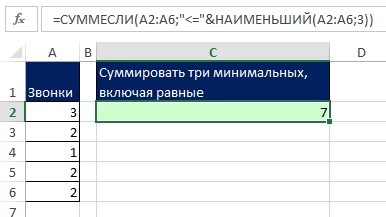 fx =СУММЕСЛИ(A2:A6;"<="&НАИМЕНЬШИЙ(A2:A6;3))
A B C D
1 Звонки Суммировать три минимальных,
включая равные
2 3 7
3 2
4 1
5 2
6 2
7